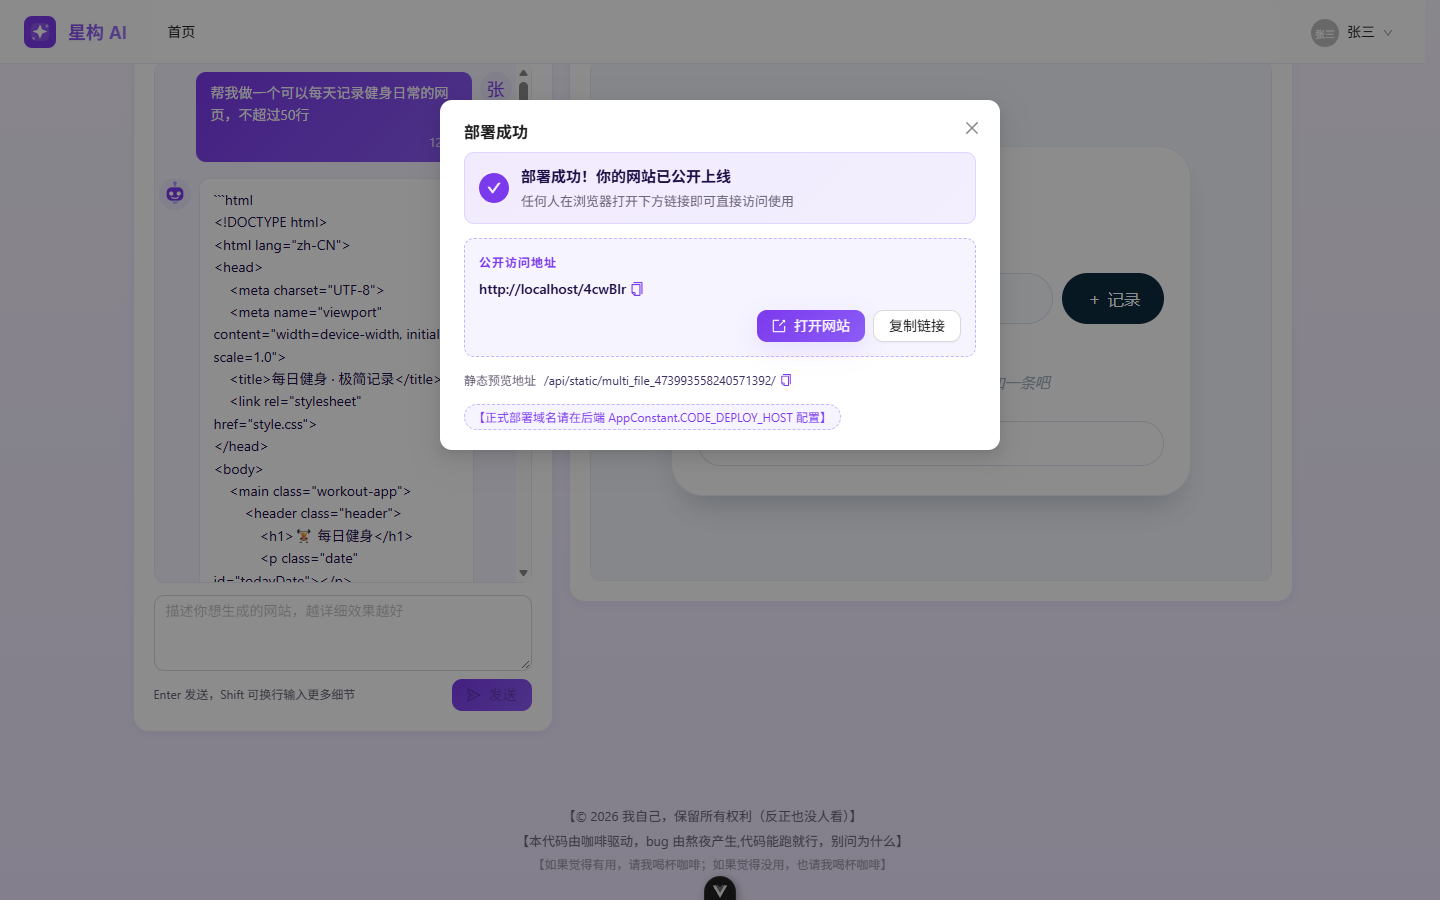 星构 AI
首页
张三
张三
帮我做一个可以每天记录健身日常的网
页，不超过50行
12
张
```html
<!DOCTYPE html>
<html lang="zh-CN">
<head>
<meta charset="UTF-8">
<meta name="viewport"
content="width=device-width, initial
scale=1.0">
<title>每日健身 · 极简记录</title>
<link rel="stylesheet"
href="style.css">
</head>
<body>
<main class="workout-app">
<header class="header">
<h1>🏋 每日健身</h1>
<p class="date"
id="todayDate"></p>
描述你想生成的网站，越详细效果越好
Enter 发送，Shift 可换行输入更多细节
发送
部署成功
部署成功！你的网站已公开上线
任何人在浏览器打开下方链接即可直接访问使用
公开访问地址
http://localhost/4cwBIr
打开网站
复制链接
静态预览地址 /api/static/multi_file_473993558240571392/
【正式部署域名请在后端 AppConstant.CODE_DEPLOY_HOST 配置】
+ 记录
一条吧
【© 2026 我自己，保留所有权利（反正也没人看）】
【本代码由咖啡驱动，bug 由熬夜产生,代码能跑就行，别问为什么】
【如果觉得有用，请我喝杯咖啡；如果觉得没用，也请我喝杯咖啡】